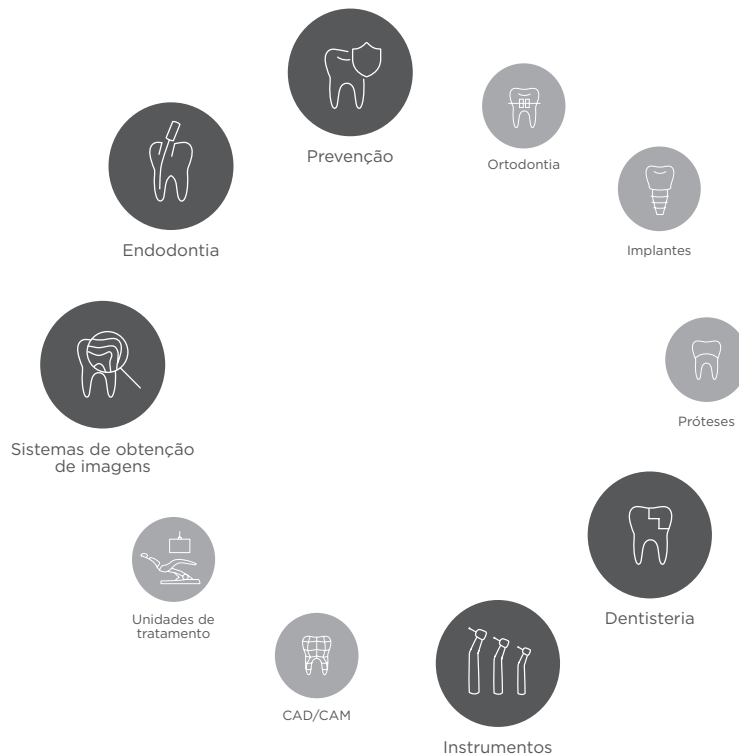 Prevenção
Ortodontia
Endodontia
Implantes
Próteses
Sistemas de obtenção
de imagens
Dentisteria
Unidades de
tratamento
CAD/CAM
Instrumentos